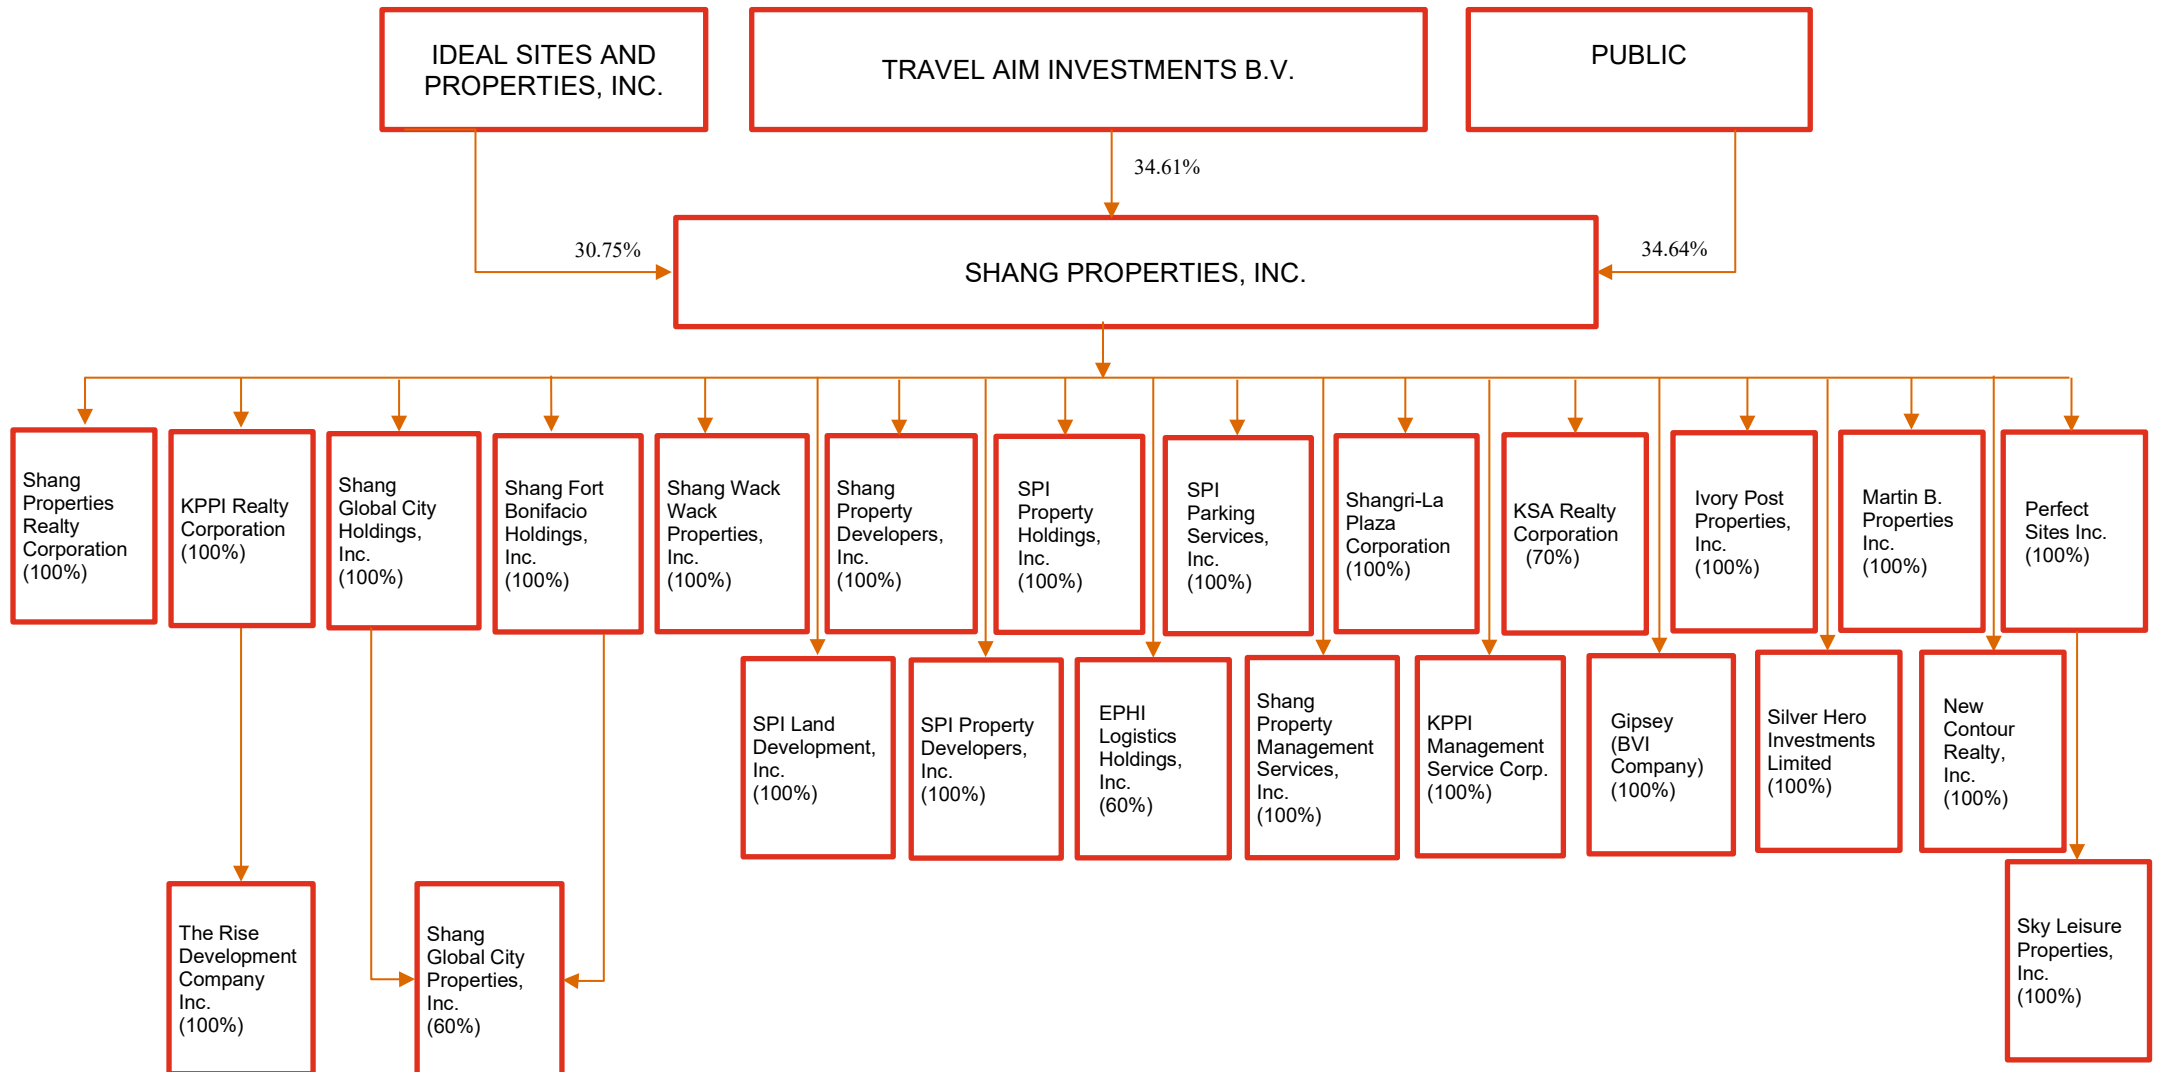 IDEAL SITES AND
PROPERTIES, INC.
TRAVEL AIM INVESTMENTS B.V.
PUBLIC
34.61%
30.75%
34.64%
SHANG PROPERTIES, INC.
Shang
Properties
Realty
Corporation
(100%)
KPPI Realty
Corporation
(100%)
Shang
Global City
Holdings,
Inc.
(100%)
Shang Fort
Bonifacio
Holdings,
Inc.
(100%)
Shang Wack
Wack
Properties,
Inc.
(100%)
Shang
Property
Developers,
Inc.
(100%)
SPI
Property
Holdings,
Inc.
(100%)
SPI
Parking
Services,
Inc.
(100%)
Shangri-La
Plaza
Corporation
(100%)
KSA Realty
Corporation
(70%)
Ivory Post
Properties,
Inc.
(100%)
Martin B.
Properties
Inc.
(100%)
Perfect
Sites Inc.
(100%)
SPI Land
Development,
Inc.
(100%)
SPI Property
Developers,
Inc.
(100%)
EPHI
Logistics
Holdings,
Inc.
(60%)
Shang
Property
Management
Services,
Inc.
(100%)
KPPI
Management
Service Corp.
(100%)
Gipsey
(BVI
Company)
(100%)
Silver Hero
Investments
Limited
(100%)
New
Contour
Realty,
Inc.
(100%)
The Rise
Development
Company
Inc.
(100%)
Shang
Global City
Properties,
Inc.
(60%)
Sky Leisure
Properties,
Inc.
(100%)